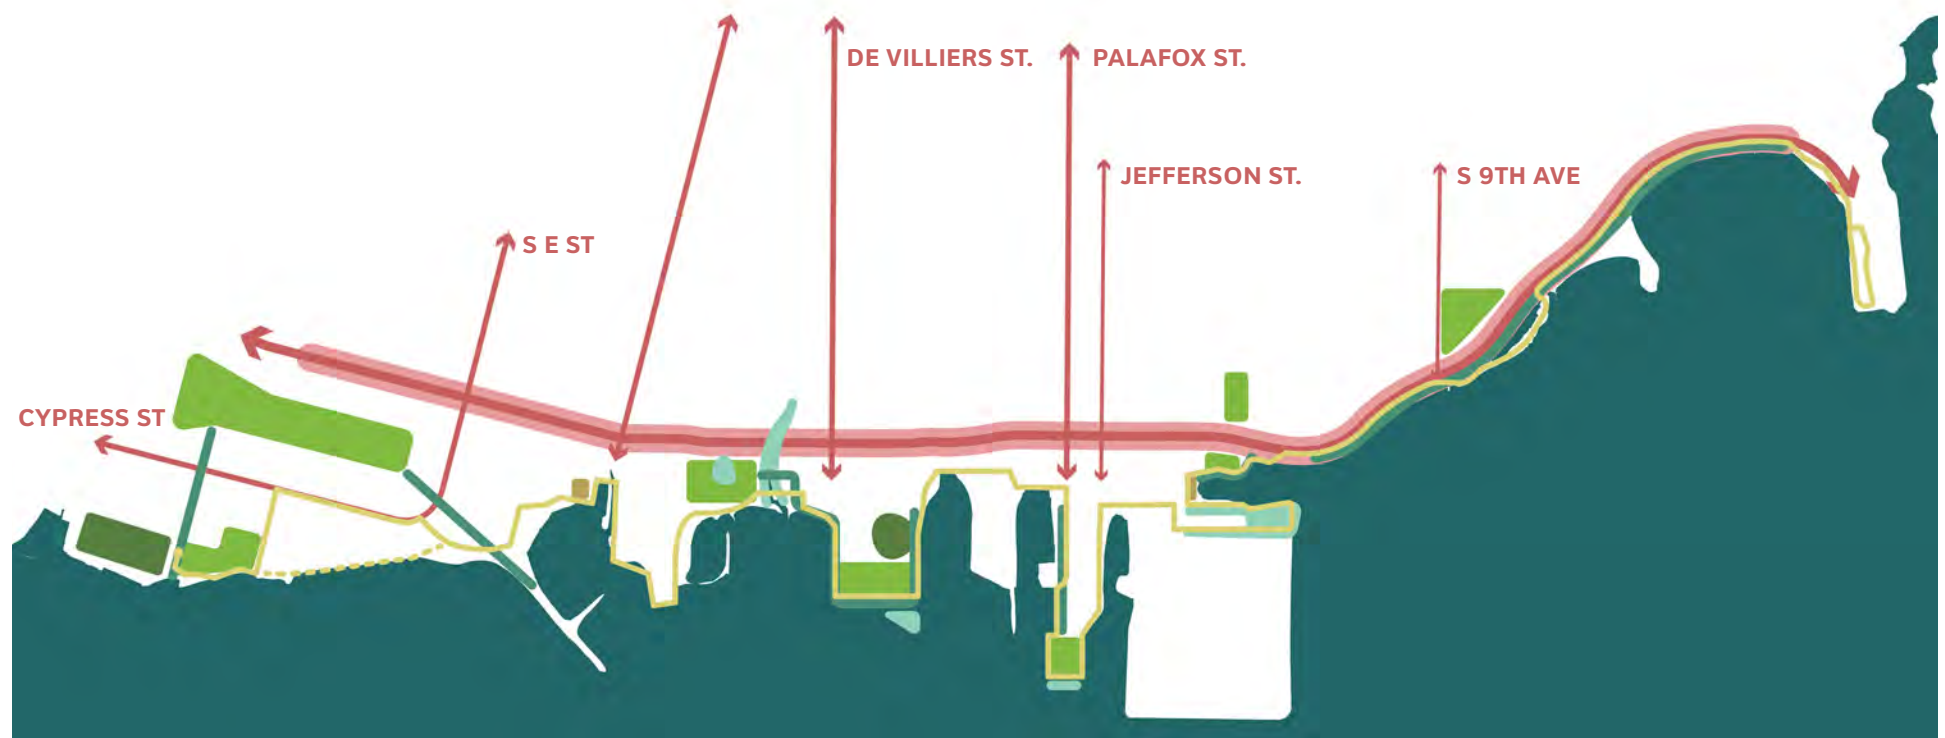 DE VILLIERS ST.
PALAFOX ST.
JEFFERSON ST.
S 9TH AVE
S E ST
CYPRESS ST